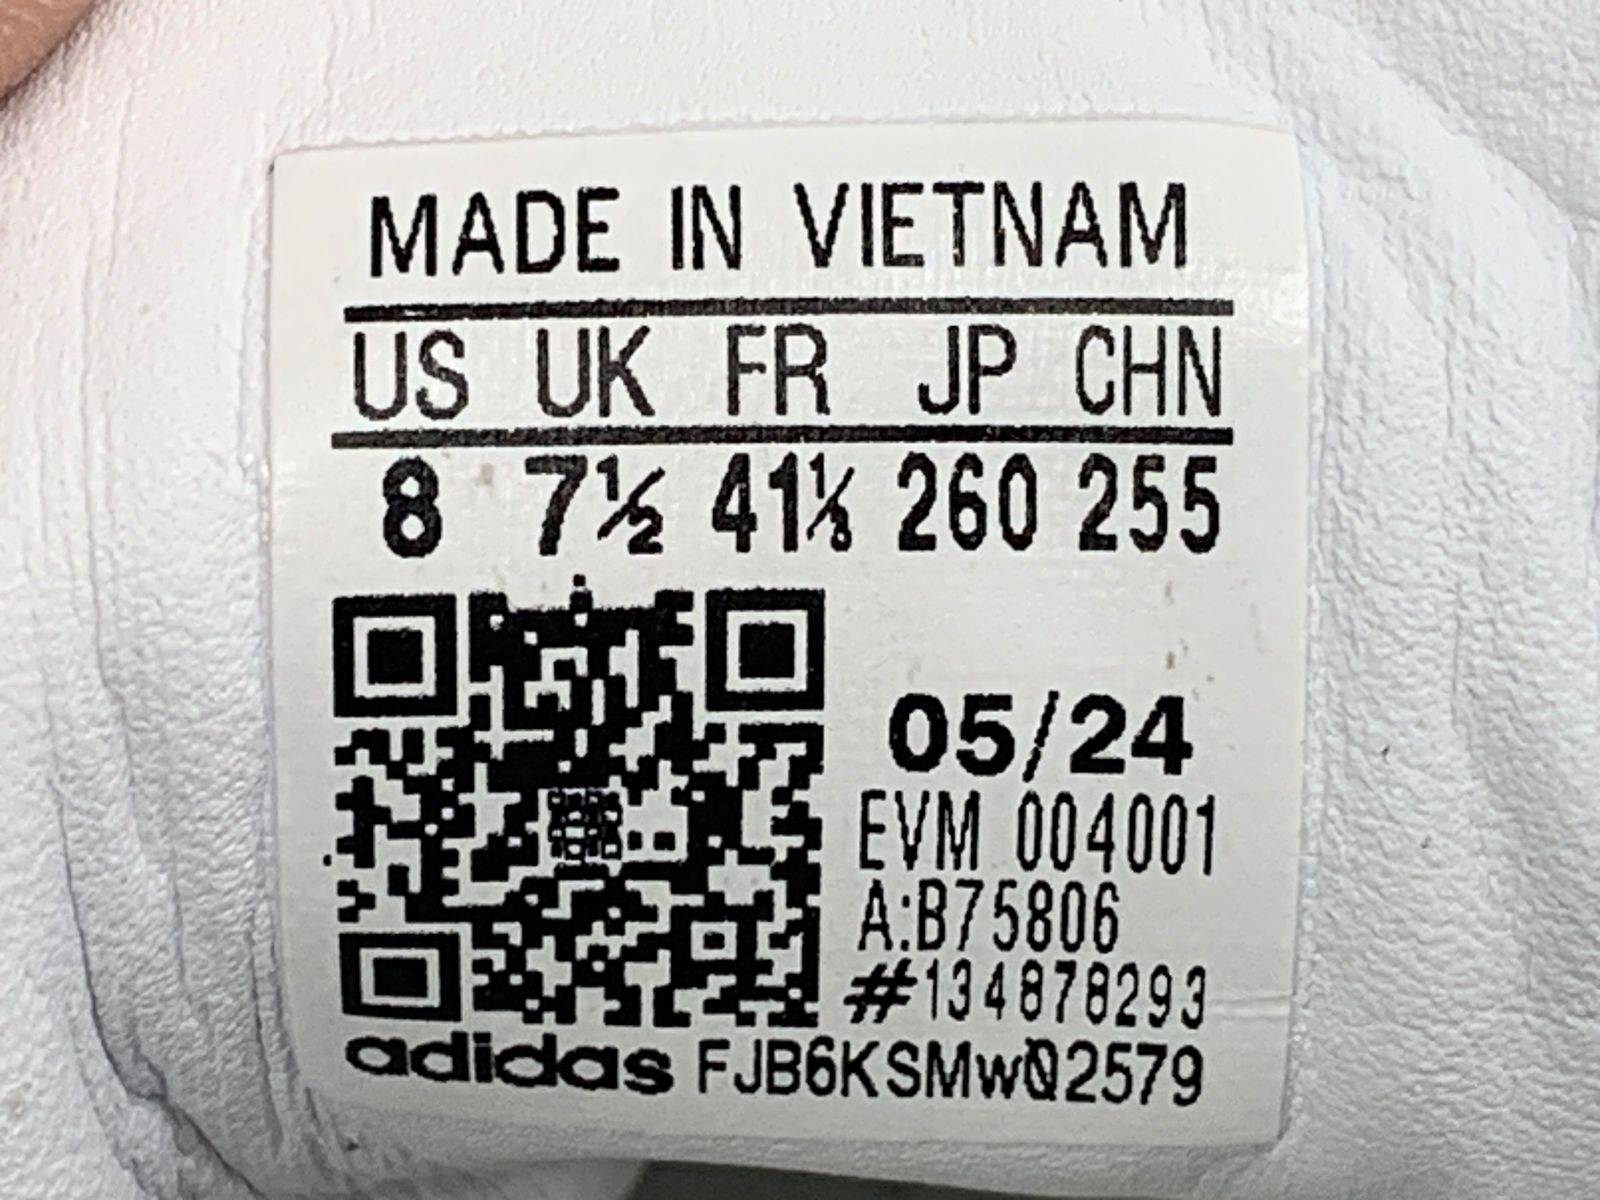 MADE IN VIETNAM
US UK FR JP CHN
8 7½ 41⅓ 260 255
05/24
EVM 004001
A:B75806
#134878293
adidas FJB6KSMwQ2579